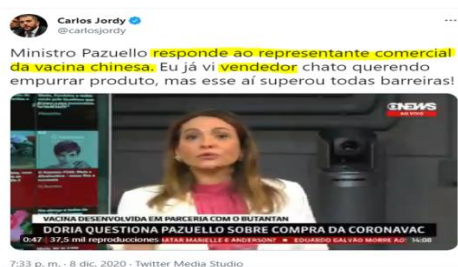 Carlos Jordy
@carlosjordy
Ministro Pazuello responde ao representante comercial
da vacina chinesa. Eu já vi vendedor chato querendo
empurrar produto, mas esse aí superou todas barreiras!
GNEWS
AO VIVO
VACINA DESENVOLVIDA EM PARCERIA COM O BUTANTAN
DORIA QUESTIONA PAZUELLO SOBRE COMPRA DA CORONAVAC
0:47 37,5 mil reproducciones MATAR MARIELLE E ANDERSON? EDUARDO GALVÃO MORRE AO 14:08
7:33 p. m. · 8 dic. 2020 · Twitter Media Studio